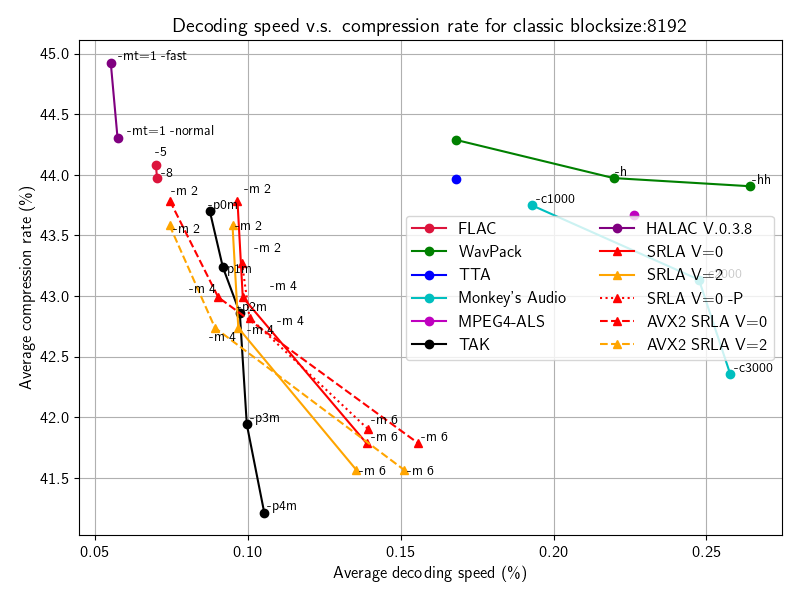 Decoding speed v.s. compression rate for classic blocksize:8192
Average compression rate (%)
45.0
44.5
44.0
43.5
43.0
42.5
42.0
41.5
-mt=1 -fast
-mt=1 -normal
-5
-8
-m 2
-m 2
-m 2
-m 2
-m 2
-p0m
-p1m
-p2m
-p3m
-p4m
-m 4
-m 4
-m 4
-m 4
-m 4
-m 6
-m 6
-m 6
-m 6
-m 6
-h
-hh
-c1000
-c3000
FLAC
WavPack
TTA
Monkey's Audio
MPEG4-ALS
TAK
HALAC V.0.3.8
SRLA V=0
SRLA V=2
SRLA V=0 -P
AVX2 SRLA V=0
AVX2 SRLA V=2
0.05
0.10
0.15
0.20
0.25
Average decoding speed (%)